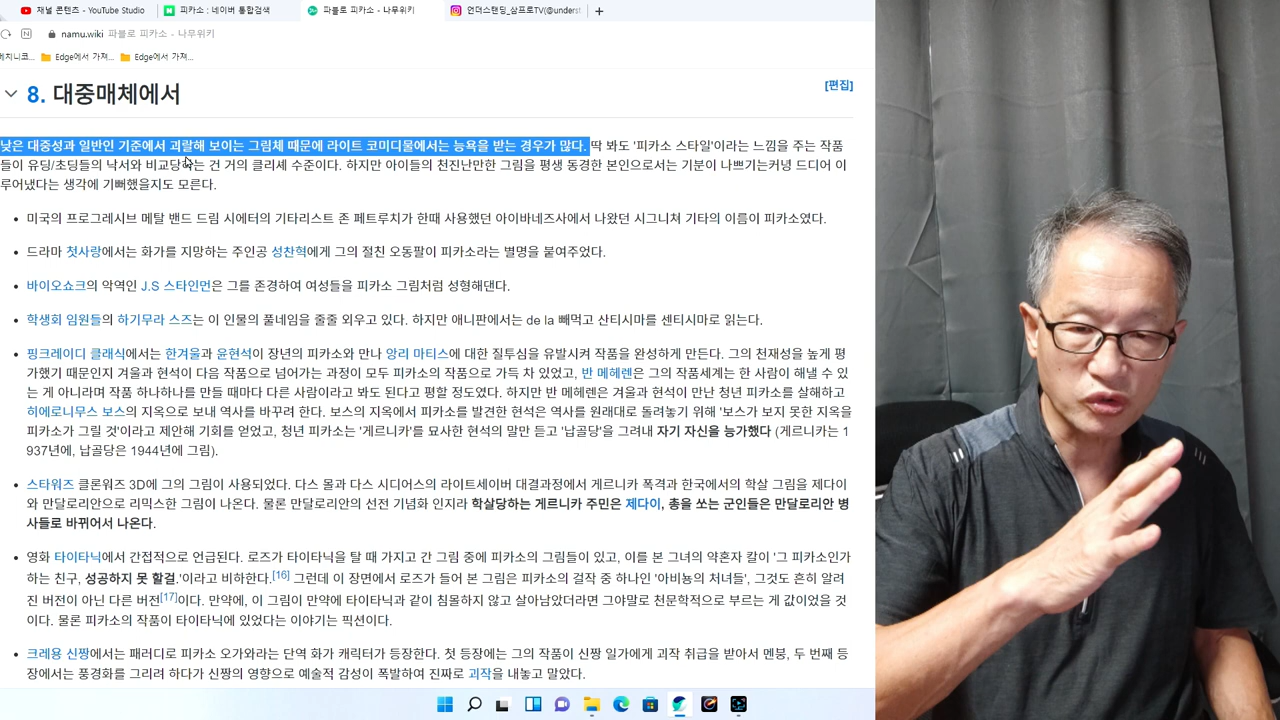 채널 콘텐츠 - YouTube Studio
피카소 : 네이버 통합검색
파블로 피카소 - 나무위키
언더스탠딩_삼프로TV(@underst
namu.wiki 파블로 피카소 - 나무위키
Edge에서 가져... Edge에서 가져...
8. 대중매체에서
[편집]
낮은 대중성과 일반인 기준에서 괴랄해 보이는 그림체 때문에 라이트 코미디물에서는 능욕을 받는 경우가 많다. 딱 봐도 '피카소 스타일'이라는 느낌을 주는 작품
들이 유딩/초딩들의 낙서와 비교당하는 건 거의 클리셰 수준이다. 하지만 아이들의 천진난만한 그림을 평생 동경한 본인으로서는 기분이 나쁘기는커녕 드디어 이
루어냈다는 생각에 기뻐했을지도 모른다.
• 미국의 프로그레시브 메탈 밴드 드림 시에터의 기타리스트 존 페트루치가 한때 사용했던 아이바네즈사에서 나왔던 시그니쳐 기타의 이름이 피카소였다.
• 드라마 첫사랑에서는 화가를 지망하는 주인공 성찬혁에게 그의 절친 오동팔이 피카소라는 별명을 붙여주었다.
• 바이오쇼크의 악역인 J.S 스타인먼은 그를 존경하여 여성들을 피카소 그림처럼 성형해댄다.
• 학생회 임원들의 하기무라 스즈는 이 인물의 풀네임을 줄줄 외우고 있다. 하지만 애니판에서는 de la 빼먹고 산티시마를 센티시마로 읽는다.
• 핑크레이디 클래식에서는 한겨울과 윤현석이 장년의 피카소와 만나 앙리 마티스에 대한 질투심을 유발시켜 작품을 완성하게 만든다. 그의 천재성을 높게 평
가했기 때문인지 겨울과 현석이 다음 작품으로 넘어가는 과정이 모두 피카소의 작품으로 가득 차 있었고, 반 메헤렌은 그의 작품세계는 한 사람이 해낼 수 있
는 게 아니라며 작품 하나하나를 만들 때마다 다른 사람이라고 봐도 된다고 평할 정도였다. 하지만 반 메헤렌은 겨울과 현석이 만난 청년 피카소를 살해하고
히에로니무스 보스의 지옥으로 보내 역사를 바꾸려 한다. 보스의 지옥에서 피카소를 발견한 현석은 역사를 원래대로 돌려놓기 위해 '보스가 보지 못한 지옥을
피카소가 그릴 것'이라고 제안해 기회를 얻었고, 청년 피카소는 '게르니카'를 묘사한 현석의 말만 듣고 '납골당'을 그려내 자기 자신을 능가했다 (게르니카는 1
937년에, 납골당은 1944년에 그림).
• 스타워즈 클론워즈 3D에 그의 그림이 사용되었다. 다스 몰과 다스 시디어스의 라이트세이버 대결과정에서 게르니카 폭격과 한국에서의 학살 그림을 제다이
와 만달로리안으로 리믹스한 그림이 나온다. 물론 만달로리안의 선전 기념화 인지라 학살당하는 게르니카 주민은 제다이, 총을 쏘는 군인들은 만달로리안 병
사들로 바뀌어서 나온다.
• 영화 타이타닉에서 간접적으로 언급된다. 로즈가 타이타닉을 탈 때 가지고 간 그림 중에 피카소의 그림들이 있고, 이를 본 그녀의 약혼자 칼이 '그 피카소인가
하는 친구, 성공하지 못 할걸.'이라고 비하한다.[16] 그런데 이 장면에서 로즈가 들어 본 그림은 피카소의 걸작 중 하나인 '아비뇽의 처녀들', 그것도 흔히 알려
진 버전이 아닌 다른 버전[17]이다. 만약에, 이 그림이 만약에 타이타닉과 같이 침몰하지 않고 살아남았더라면 그야말로 천문학적으로 부르는 게 값이었을 것
이다. 물론 피카소의 작품이 타이타닉에 있었다는 이야기는 픽션이다.
• 크레용 신짱에서는 패러디로 피카소 오가와라는 단역 화가 캐릭터가 등장한다. 첫 등장에는 그의 작품이 신짱 일가에게 괴작 취급을 받아서 멘붕, 두 번째 등
장에서는 풍경화를 그리려 하다가 신짱의 영향으로 예술적 감성이 폭발하여 진짜로 괴작을 내놓고 말았다.